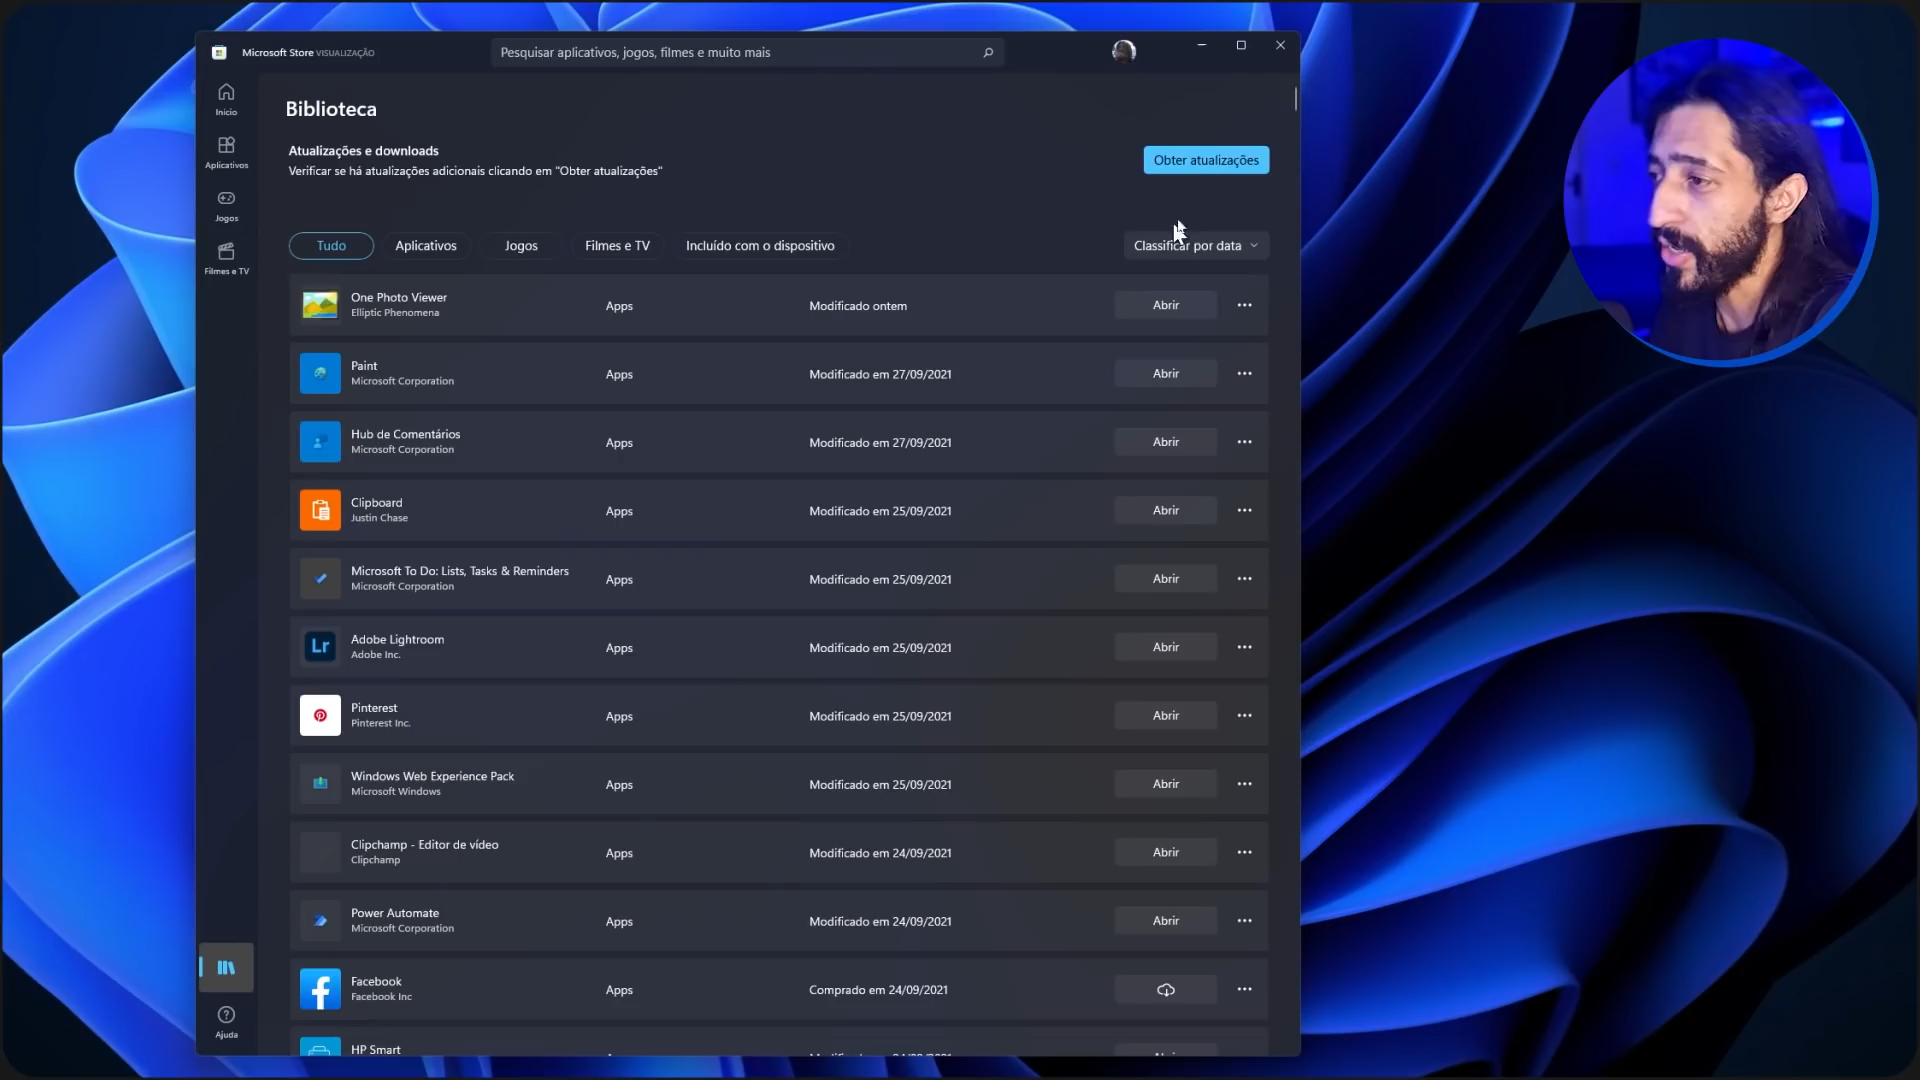 Microsoft Store VISUALIZAÇÃO
Pesquisar aplicativos, jogos, filmes e muito mais
Início
Aplicativos
Jogos
Filmes e TV
Biblioteca
Atualizações e downloads
Verificar se há atualizações adicionais clicando em "Obter atualizações"
Obter atualizações
Tudo
Aplicativos
Jogos
Filmes e TV
Incluído com o dispositivo
Classificar por data
One Photo Viewer
Elliptic Phenomena
Apps
Modificado ontem
Abrir
Paint
Microsoft Corporation
Apps
Modificado em 27/09/2021
Abrir
Hub de Comentários
Microsoft Corporation
Apps
Modificado em 27/09/2021
Abrir
Clipboard
Justin Chase
Apps
Modificado em 25/09/2021
Abrir
Microsoft To Do: Lists, Tasks & Reminders
Microsoft Corporation
Apps
Modificado em 25/09/2021
Abrir
Lr
Adobe Lightroom
Adobe Inc.
Apps
Modificado em 25/09/2021
Abrir
Pinterest
Pinterest Inc.
Apps
Modificado em 25/09/2021
Abrir
Windows Web Experience Pack
Microsoft Windows
Apps
Modificado em 25/09/2021
Abrir
Clipchamp - Editor de vídeo
Clipchamp
Apps
Modificado em 24/09/2021
Abrir
Power Automate
Microsoft Corporation
Apps
Modificado em 24/09/2021
Abrir
Facebook
Facebook Inc
Apps
Comprado em 24/09/2021
HP Smart
Ajuda